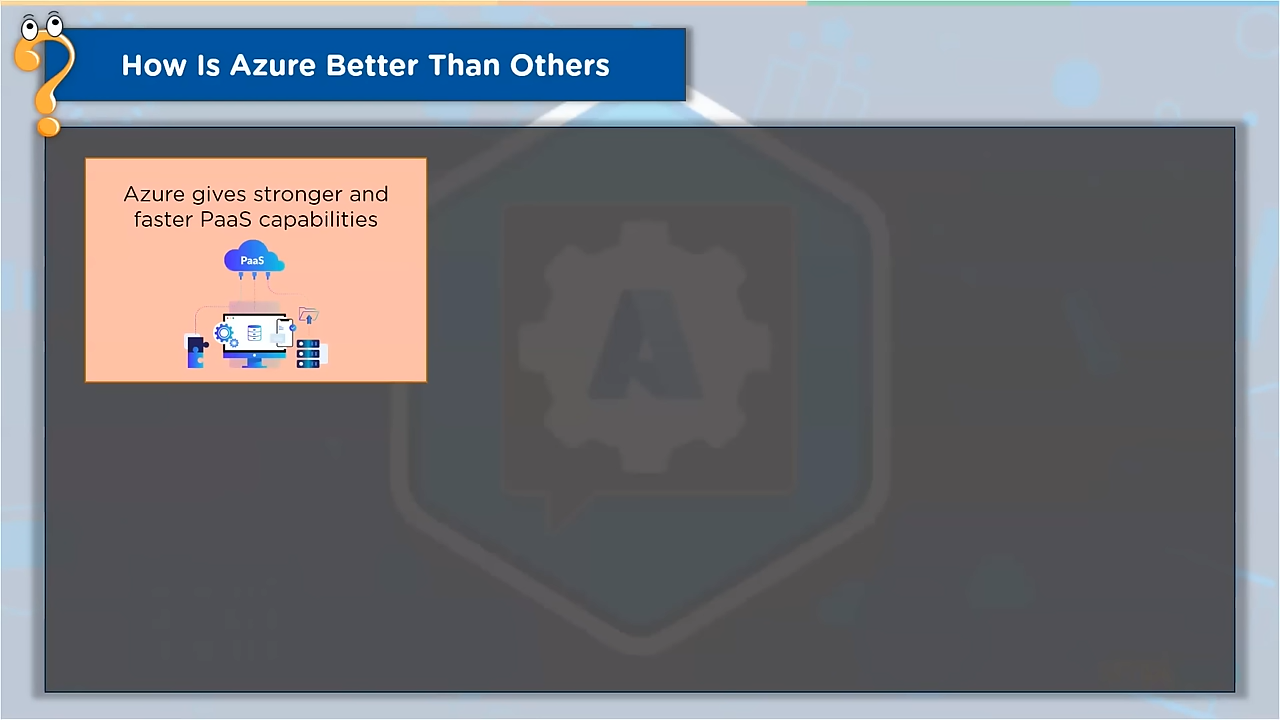 How Is Azure Better Than Others
Azure gives stronger and
faster PaaS capabilities
PaaS
A